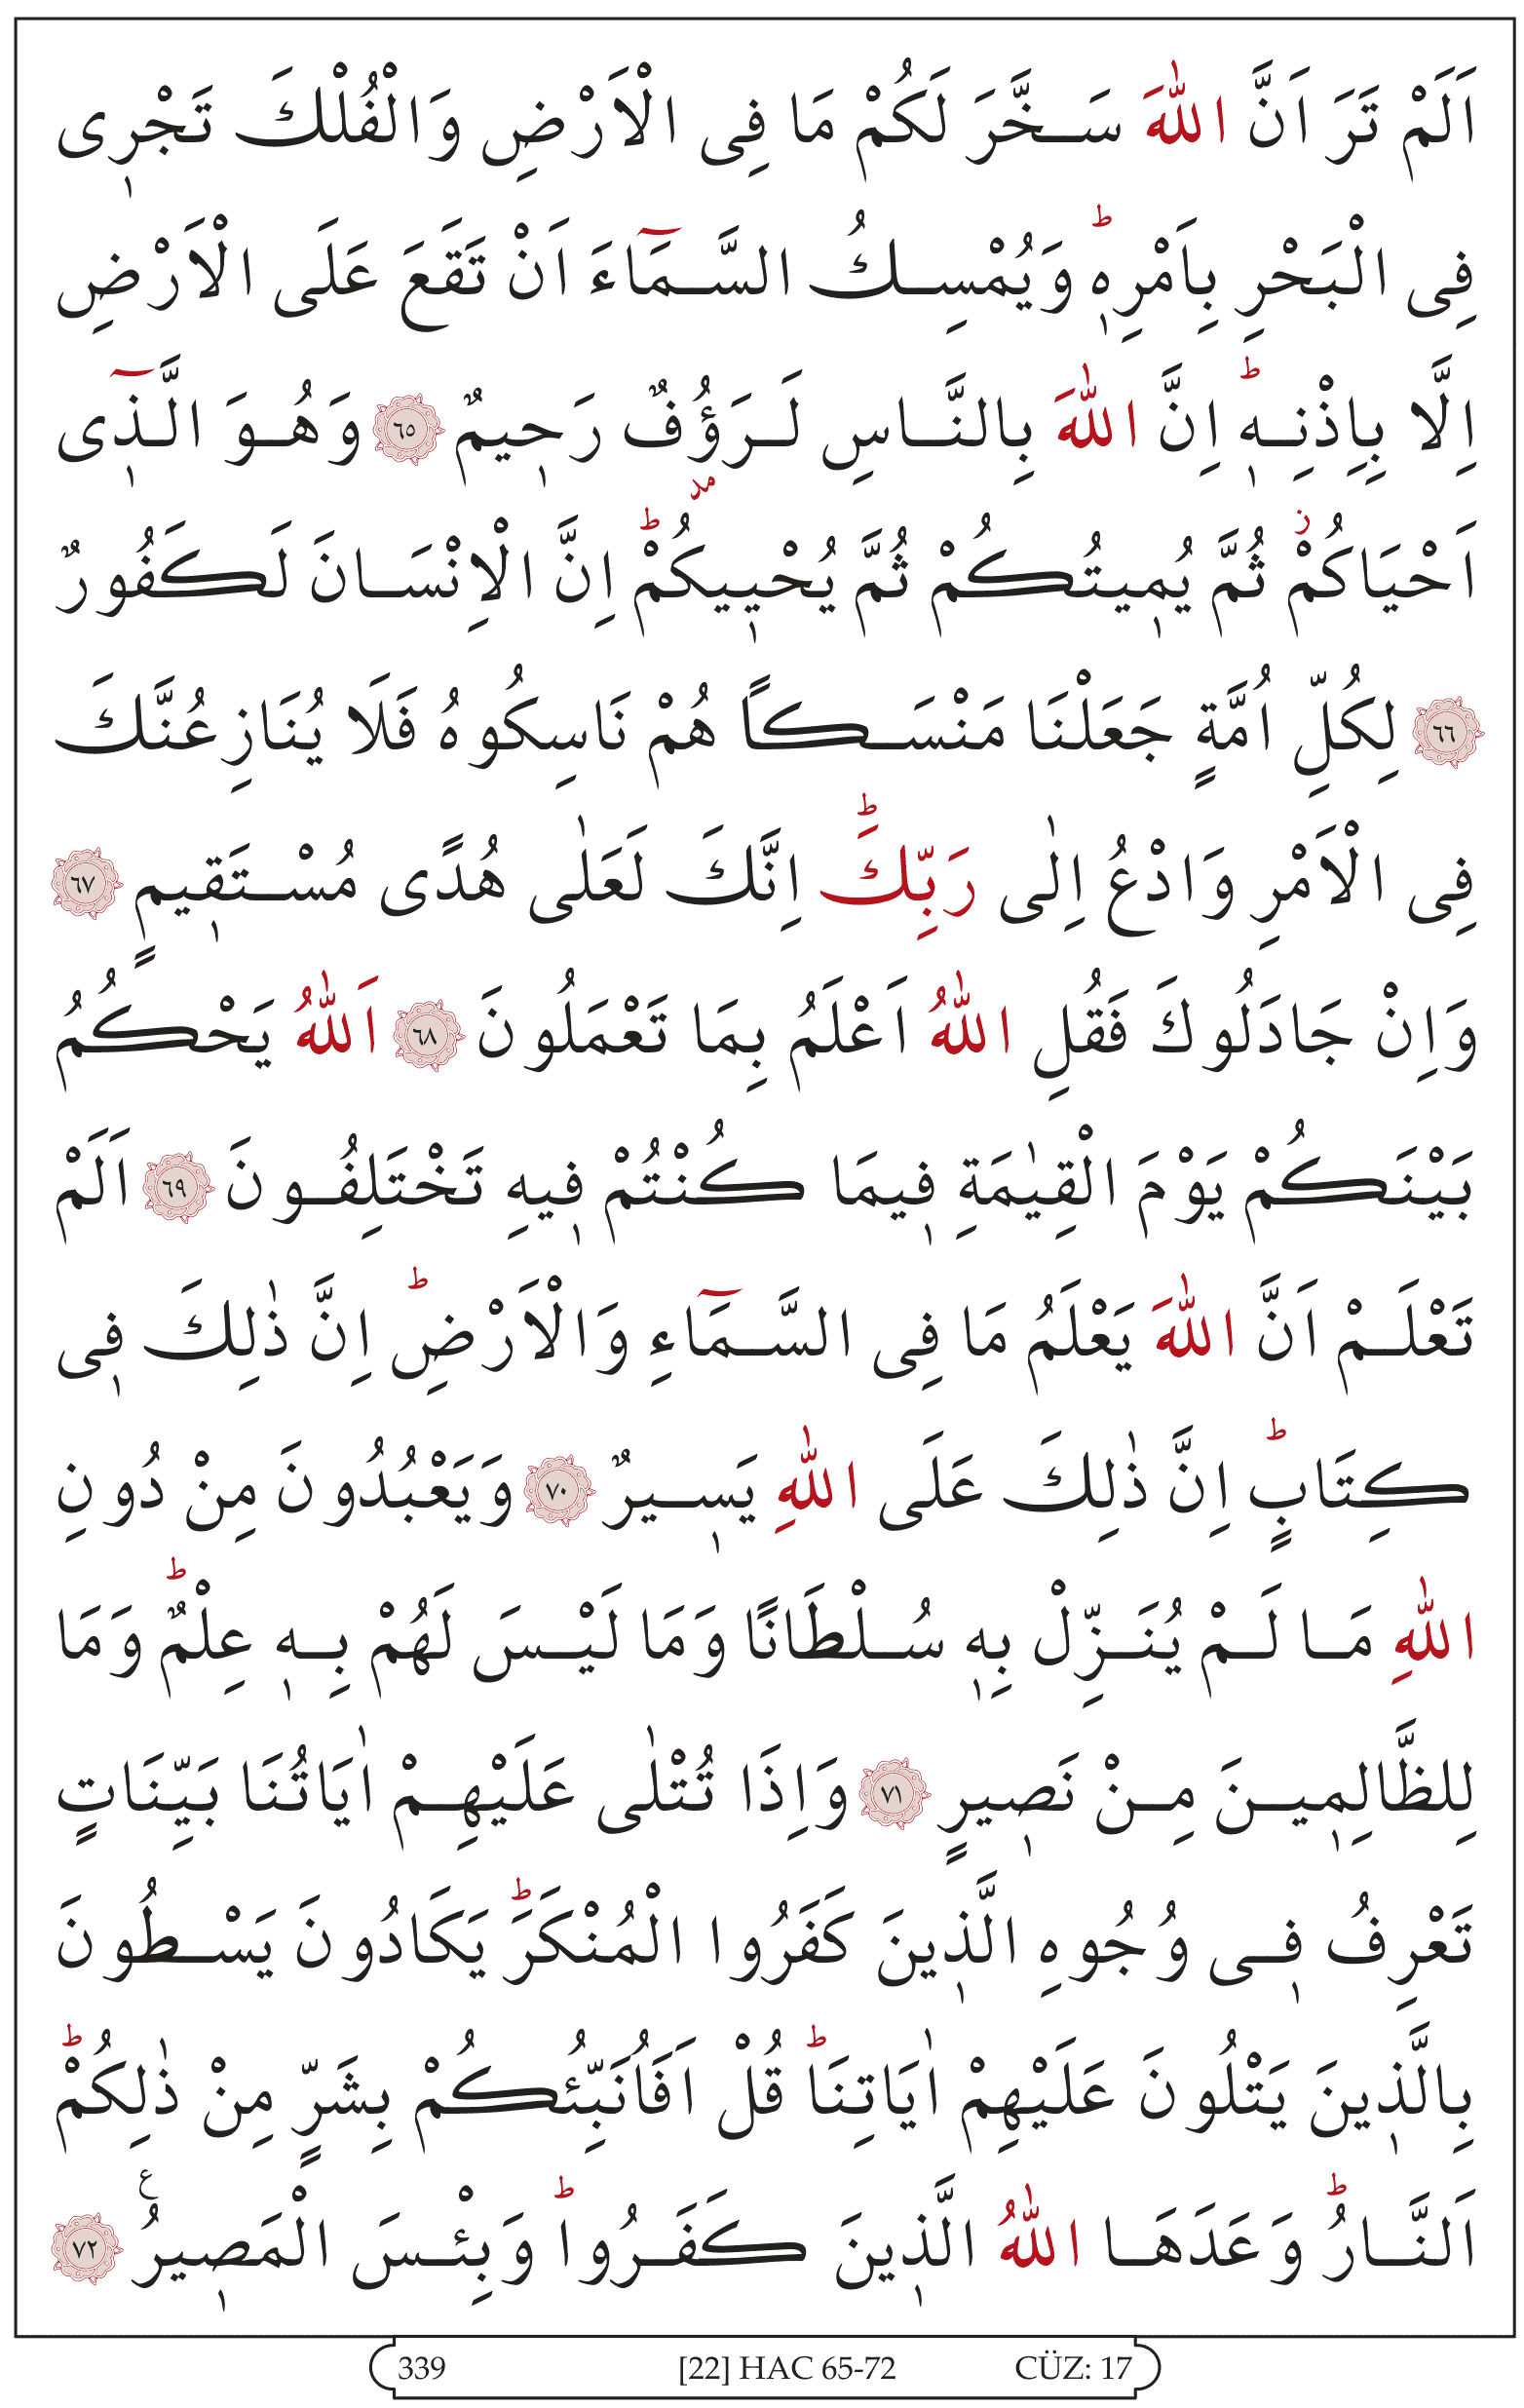 اَلَمْ تَرَ اَنَّ اللّٰهَ سَخَّرَ لَكُمْ مَا فِى الْاَرْضِ وَالْفُلْكَ تَجْرٖى
فِى الْبَحْرِ بِاَمْرِهٖؕ وَيُمْسِكُ السَّمَٓاءَ اَنْ تَقَعَ عَلَى الْاَرْضِ
اِلَّا بِاِذْنِهٖؕ اِنَّ اللّٰهَ بِالنَّاسِ لَرَؤُفٌ رَحٖيمٌ ﴿٦٥﴾ وَهُوَ الَّذٖٓى
اَحْيَاكُمْؗ ثُمَّ يُمٖيتُكُمْ ثُمَّ يُحْيٖيكُمْؕ اِنَّ الْاِنْسَانَ لَكَفُورٌ
﴿٦٦﴾ لِكُلِّ اُمَّةٍ جَعَلْنَا مَنْسَكاً هُمْ نَاسِكُوهُ فَلَا يُنَازِعُنَّكَ
فِى الْاَمْرِ وَادْعُ اِلٰى رَبِّكَؕ اِنَّكَ لَعَلٰى هُدًى مُسْتَقٖيمٍ ﴿٦٧﴾
وَاِنْ جَادَلُوكَ فَقُلِ اللّٰهُ اَعْلَمُ بِمَا تَعْمَلُونَ ﴿٦٨﴾ اَللّٰهُ يَحْكُمُ
بَيْنَكُمْ يَوْمَ الْقِيٰمَةِ فٖيمَا كُنْتُمْ فٖيهِ تَخْتَلِفُونَ ﴿٦٩﴾ اَلَمْ
تَعْلَمْ اَنَّ اللّٰهَ يَعْلَمُ مَا فِى السَّمَٓاءِ وَالْاَرْضِؕ اِنَّ ذٰلِكَ فٖى
كِتَابٍؕ اِنَّ ذٰلِكَ عَلَى اللّٰهِ يَسٖيرٌ ﴿٧٠﴾ وَيَعْبُدُونَ مِنْ دُونِ
اللّٰهِ مَا لَمْ يُنَزِّلْ بِهٖ سُلْطَانًا وَمَا لَيْسَ لَهُمْ بِهٖ عِلْمٌؕ وَمَا
لِلظَّالِمٖينَ مِنْ نَصٖيرٍ ﴿٧١﴾ وَاِذَا تُتْلٰى عَلَيْهِمْ اٰيَاتُنَا بَيِّنَاتٍ
تَعْرِفُ فٖى وُجُوهِ الَّذٖينَ كَفَرُوا الْمُنْكَرَؕ يَكَادُونَ يَسْطُونَ
بِالَّذٖينَ يَتْلُونَ عَلَيْهِمْ اٰيَاتِنَاؕ قُلْ اَفَاُنَبِّئُكُمْ بِشَرٍّ مِنْ ذٰلِكُمْؕ
اَلنَّارُؕ وَعَدَهَا اللّٰهُ الَّذٖينَ كَفَرُواؕ وَبِئْسَ الْمَصٖيرُ ع ﴿٧٢﴾
339 [22] HAC 65-72 CÜZ: 17